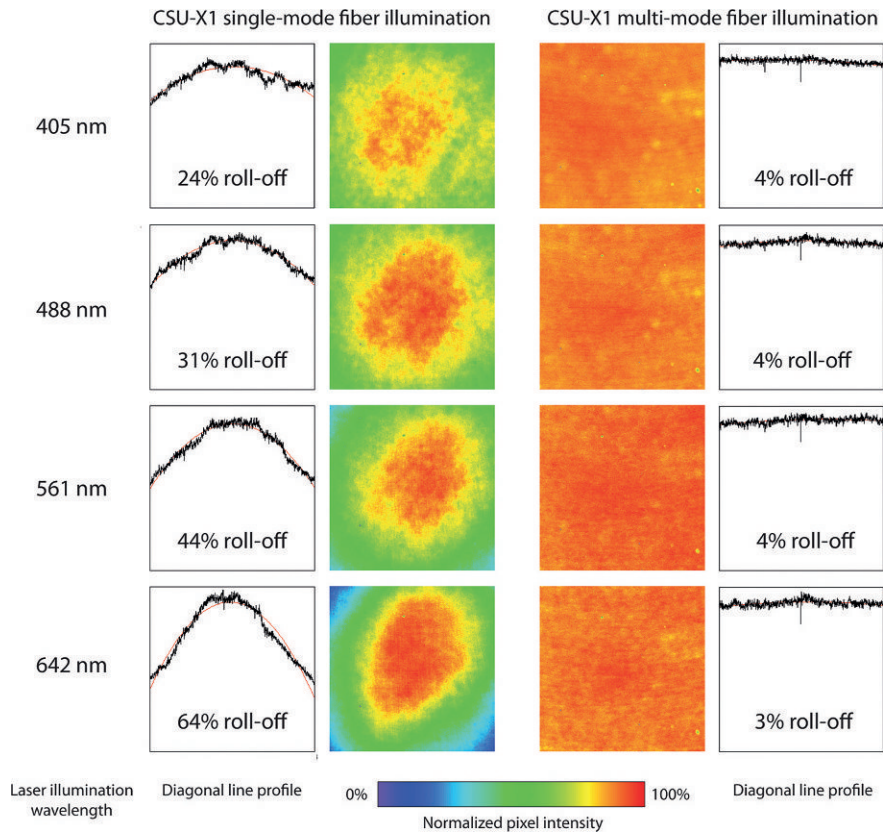 CSU-X1 single-mode fiber illumination
CSU-X1 multi-mode fiber illumination
405 nm
24% roll-off
4% roll-off
488 nm
31% roll-off
4% roll-off
561 nm
44% roll-off
4% roll-off
642 nm
64% roll-off
3% roll-off
Laser illumination
wavelength
Diagonal line profile
0%
100%
Normalized pixel intensity
Diagonal line profile